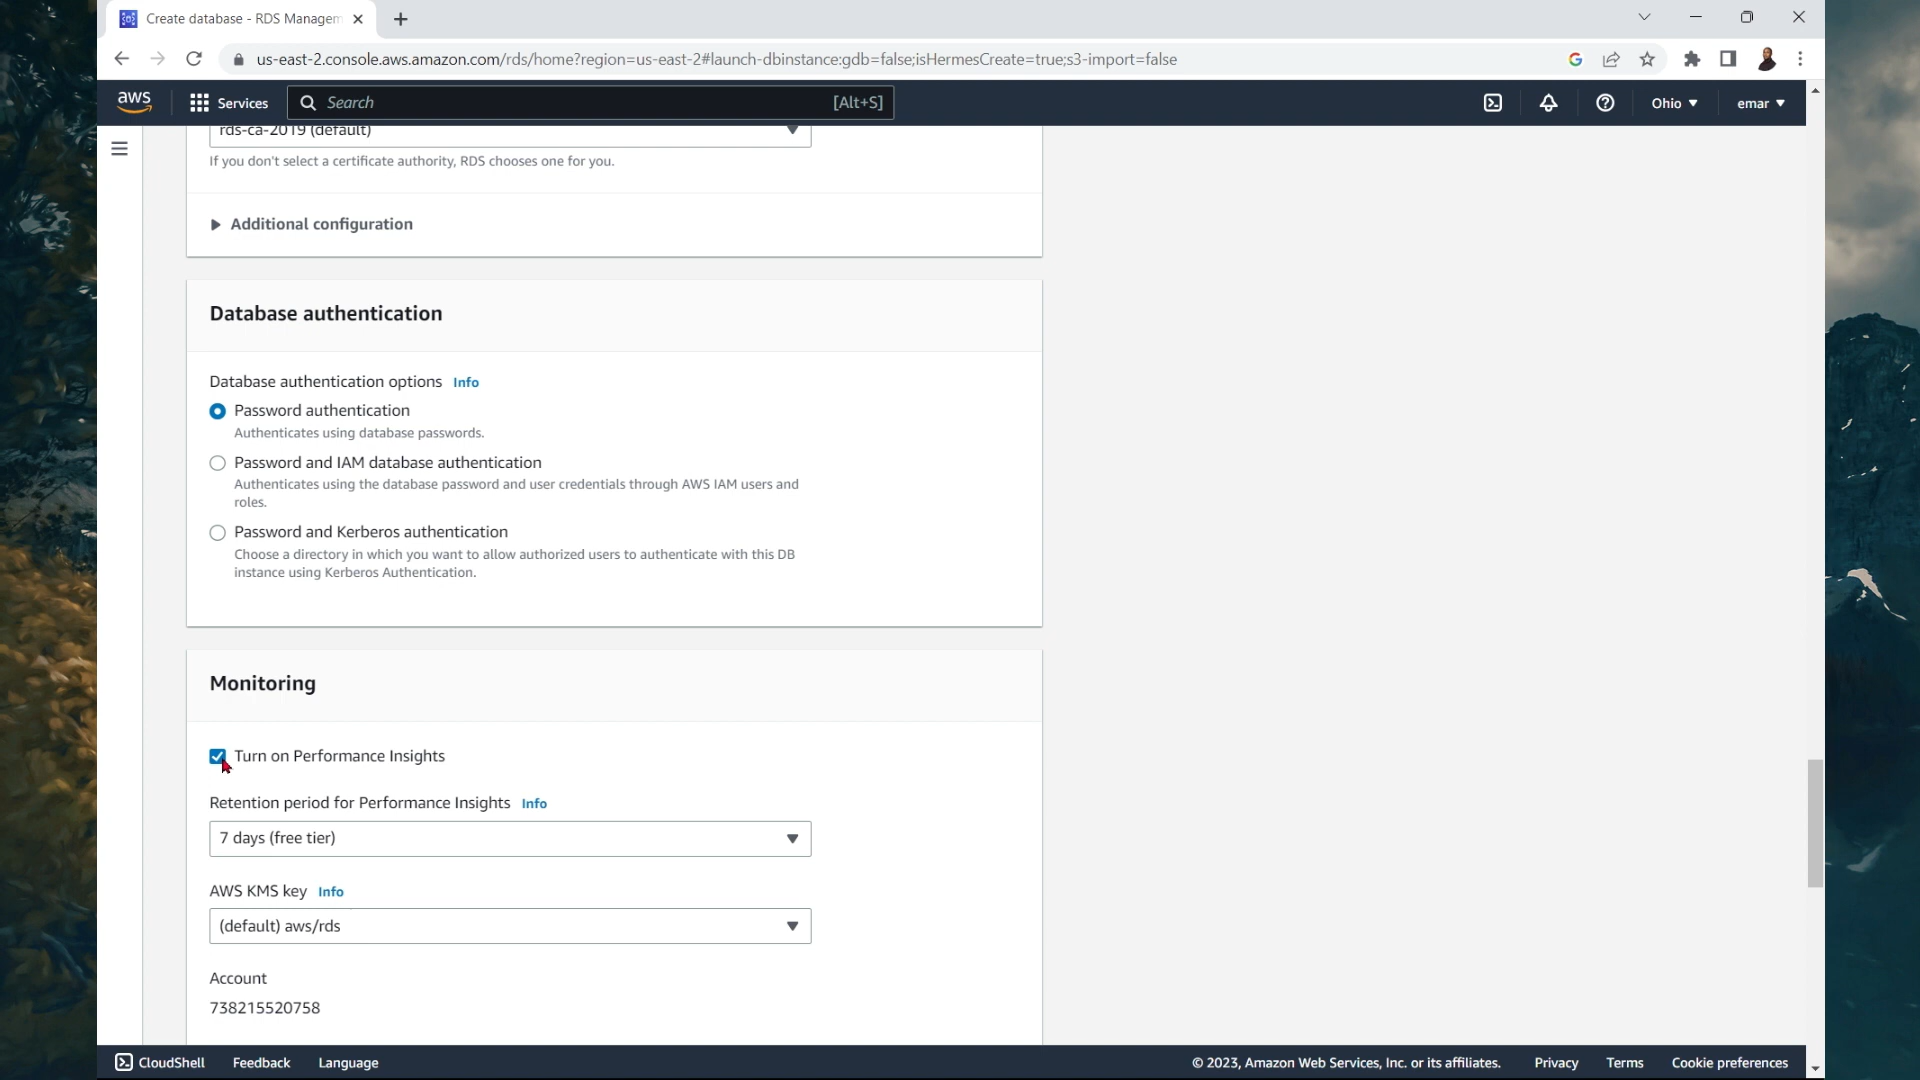 Create database - RDS Managem
us-east-2.console.aws.amazon.com/rds/home?region=us-east-2#launch-dbinstance:gdb=false;isHermesCreate=true;s3-import=false
aws
Services
Search
[Alt+S]
Ohio
emar
rds-ca-2019 (default)
If you don't select a certificate authority, RDS chooses one for you.
Additional configuration
Database authentication
Database authentication options Info
Password authentication
Authenticates using database passwords.
Password and IAM database authentication
Authenticates using the database password and user credentials through AWS IAM users and
roles.
Password and Kerberos authentication
Choose a directory in which you want to allow authorized users to authenticate with this DB
instance using Kerberos Authentication.
Monitoring
Turn on Performance Insights
Retention period for Performance Insights Info
7 days (free tier)
AWS KMS key Info
(default) aws/rds
Account
738215520758
CloudShell
Feedback
Language
© 2023, Amazon Web Services, Inc. or its affiliates.
Privacy
Terms
Cookie preferences